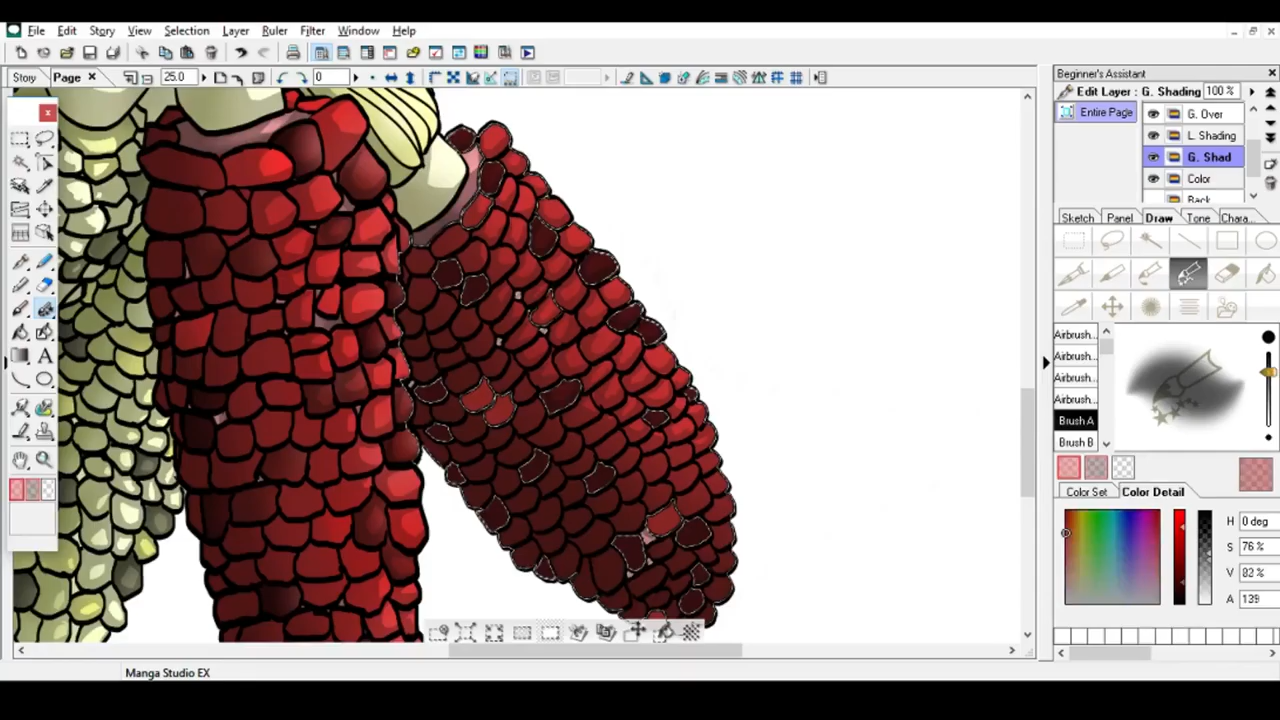 File Edit Story View Selection Layer Ruler Filter Window Help
Story Page 25.0 0
Beginner's Assistant
Edit Layer : G. Shading 100 %
Entire Page
G. Over
L. Shading
G. Shad
Color
Back
Sketch Panel Draw Tone Chara...
Airbrush...
Airbrush...
Airbrush...
Airbrush...
Brush A
Brush B
Color Set Color Detail
H 0 deg
S 76 %
V 82 %
A 139
Manga Studio EX